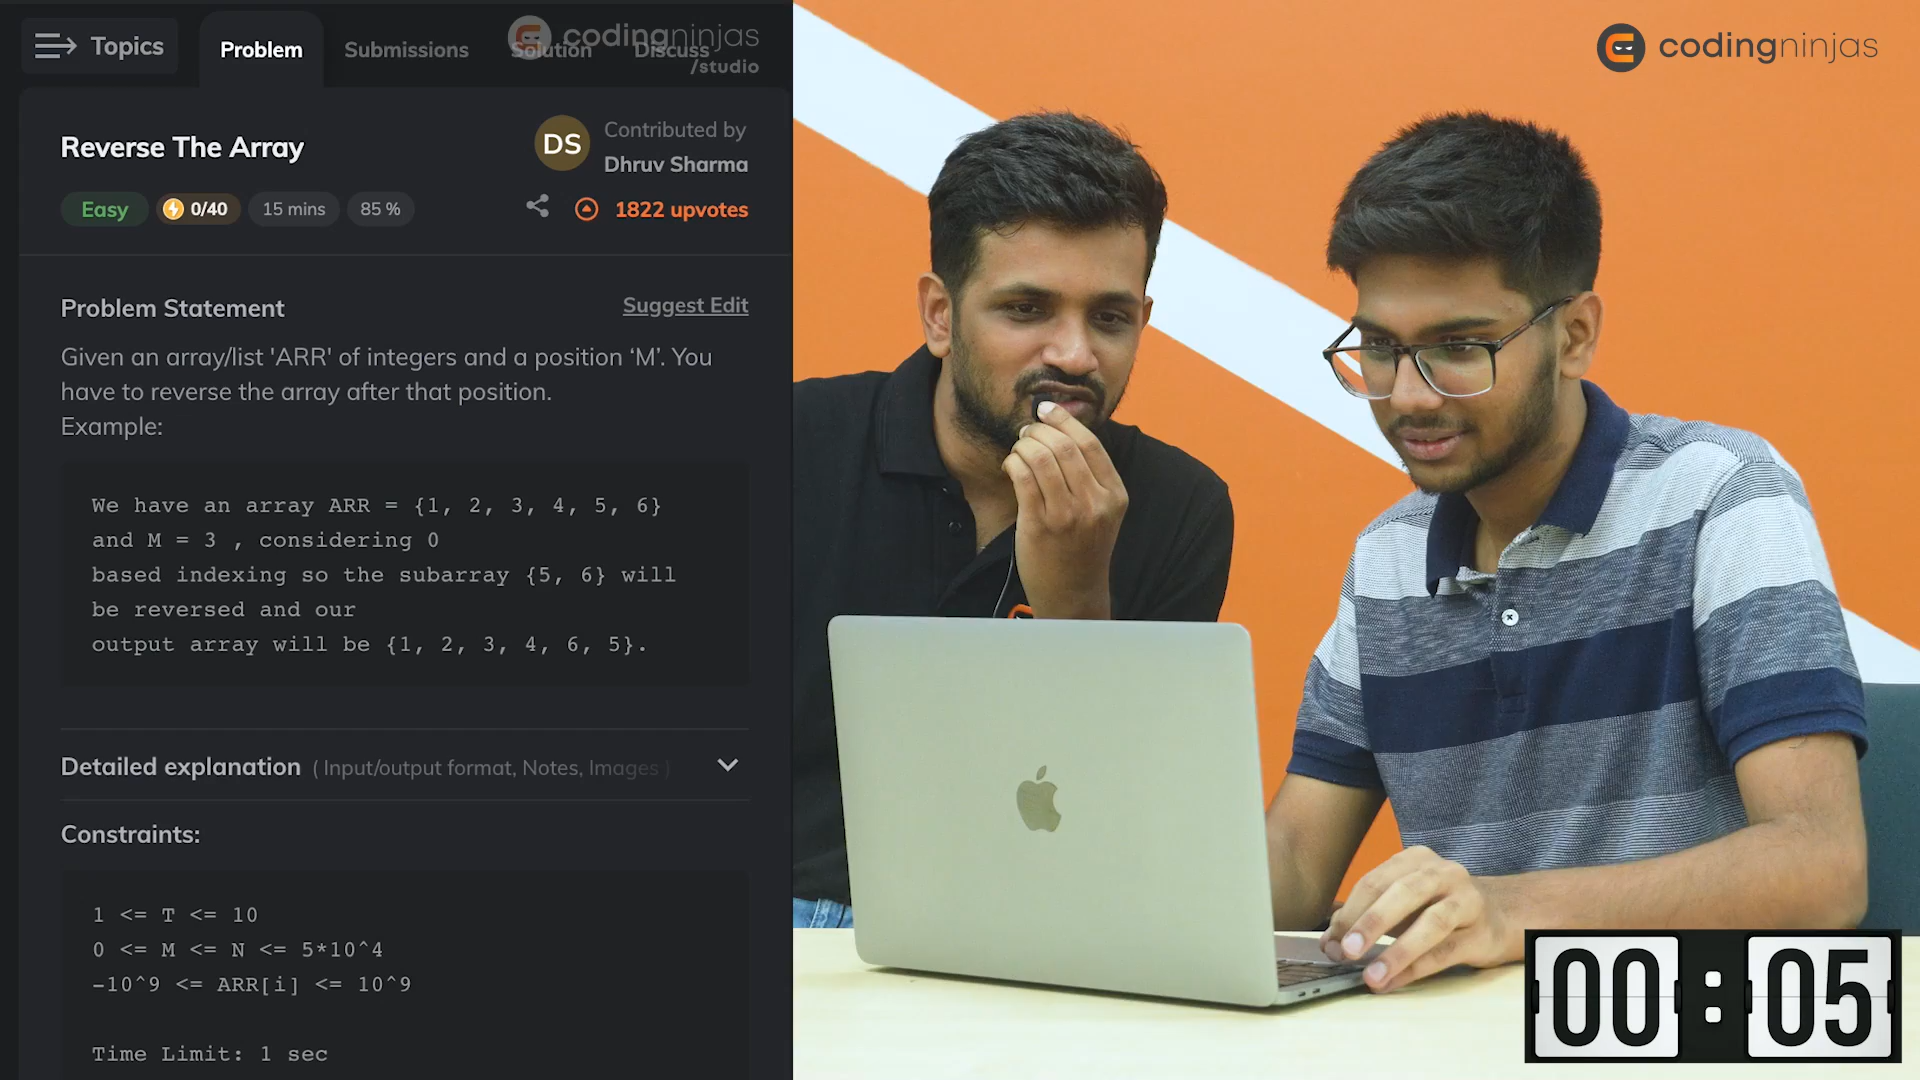 Topics
Problem
Submissions
Solution
Discuss
codingninjas
/studio
codingninjas
Reverse The Array
DS
Contributed by
Dhruv Sharma
Easy
0/40
15 mins
85 %
1822 upvotes
Problem Statement
Suggest Edit
Given an array/list 'ARR' of integers and a position ‘M’. You
have to reverse the array after that position.
Example:
We have an array ARR = {1, 2, 3, 4, 5, 6}
and M = 3 , considering 0
based indexing so the subarray {5, 6} will
be reversed and our
output array will be {1, 2, 3, 4, 6, 5}.
Detailed explanation ( Input/output format, Notes, Images )
Constraints:
1 <= T <= 10
0 <= M <= N <= 5*10^4
-10^9 <= ARR[i] <= 10^9
Time Limit: 1 sec
00:05